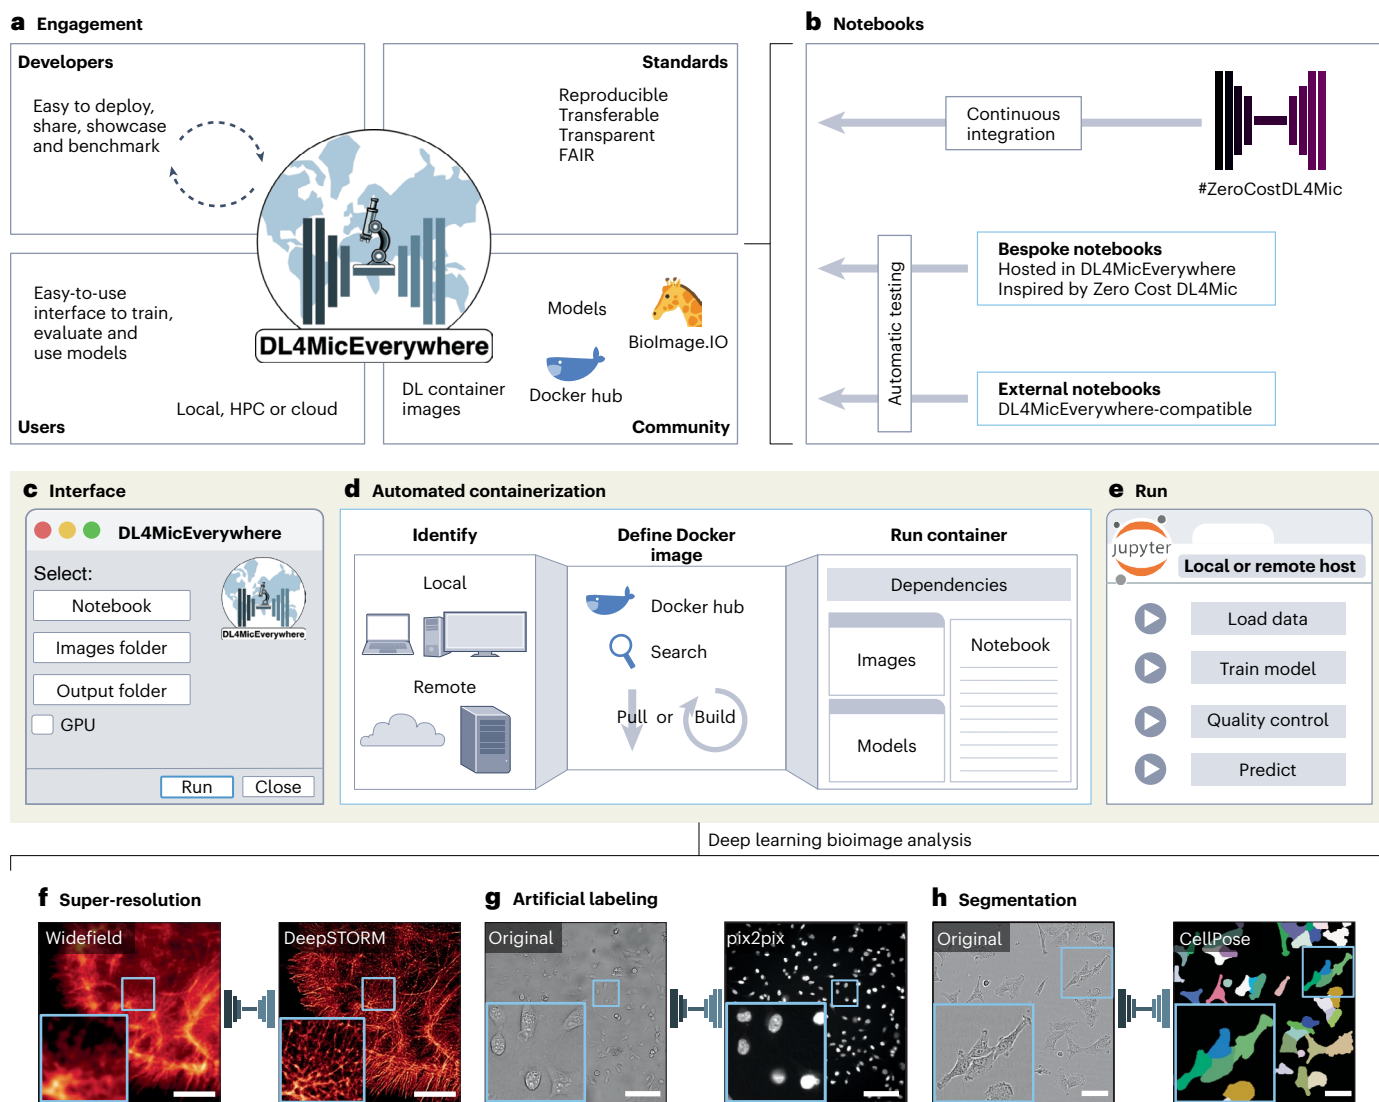 a Engagement
Developers
Easy to deploy,
share, showcase
and benchmark
Standards
Reproducible
Transferable
Transparent
FAIR
DL4MicEverywhere
Easy-to-use
interface to train,
evaluate and
use models
Local, HPC or cloud
Users
Models
BioImage.IO
Docker hub
DL container
images
Community
b Notebooks
Continuous
integration
#ZeroCostDL4Mic
Automatic testing
Bespoke notebooks
Hosted in DL4MicEverywhere
Inspired by Zero Cost DL4Mic
External notebooks
DL4MicEverywhere-compatible
c Interface
DL4MicEverywhere
Select:
Notebook
Images folder
Output folder
GPU
DL4MicEverywhere
Run
Close
d Automated containerization
Identify
Local
Remote
Define Docker
image
Docker hub
Search
Pull or Build
Run container
Dependencies
Images
Models
Notebook
e Run
jupyter
Local or remote host
Load data
Train model
Quality control
Predict
Deep learning bioimage analysis
f Super-resolution
Widefield
DeepSTORM
g Artificial labeling
Original
pix2pix
h Segmentation
Original
CellPose